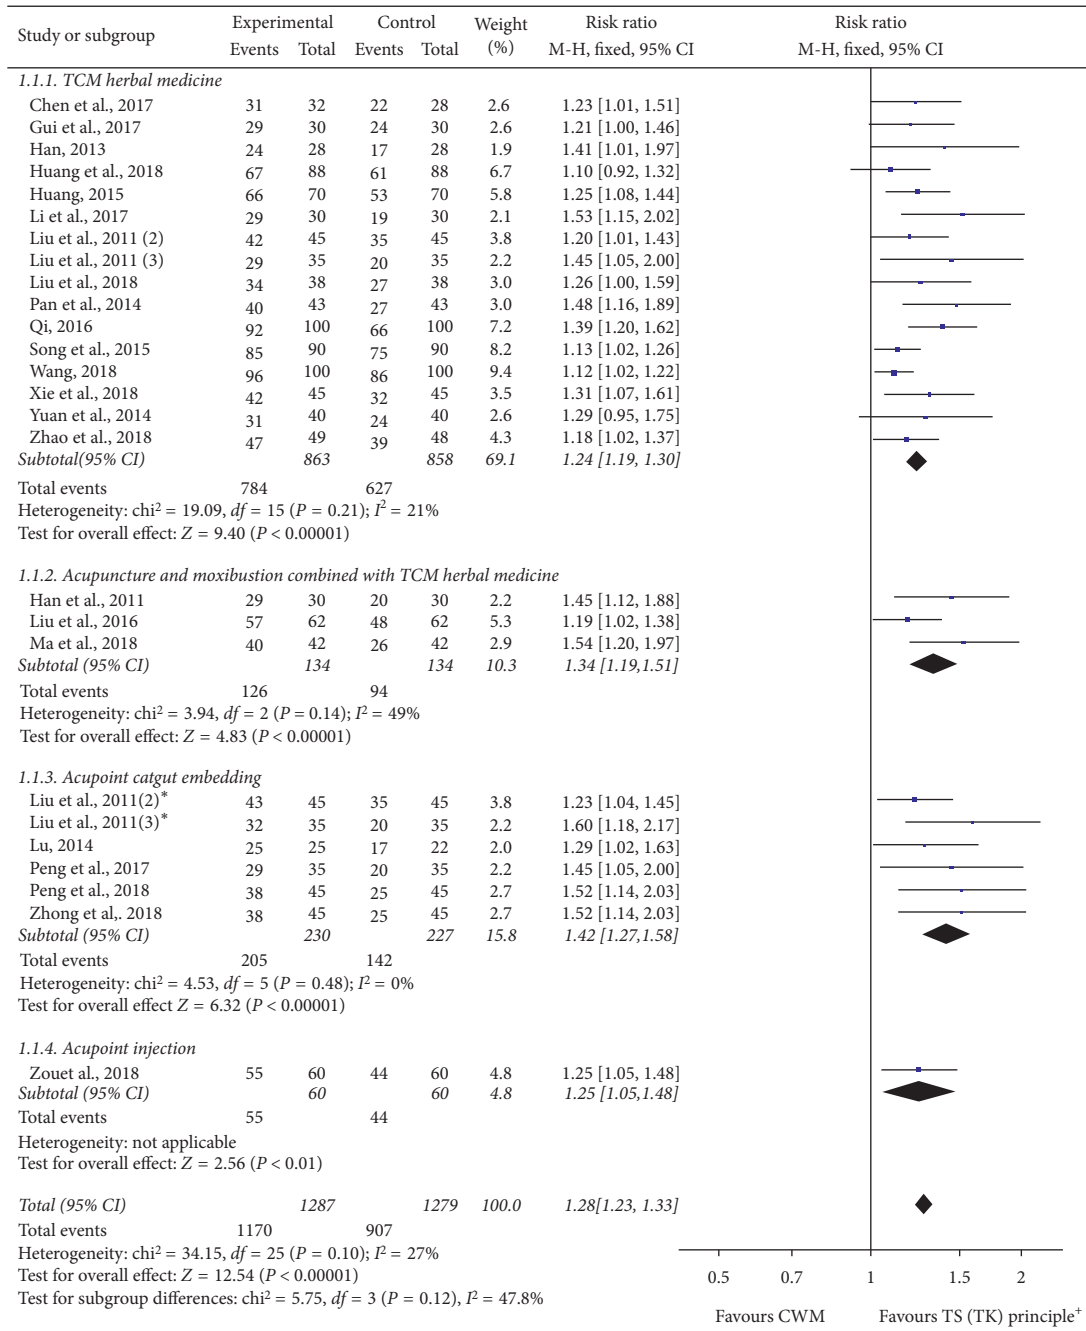 Study or subgroup Experimental Control Weight (%) Risk ratio Risk ratio
Events Total Events Total M-H, fixed, 95% CI M-H, fixed, 95% CI
1.1.1. TCM herbal medicine
Chen et al., 2017 31 32 22 28 2.6 1.23 [1.01, 1.51]
Gui et al., 2017 29 30 24 30 2.6 1.21 [1.00, 1.46]
Han, 2013 24 28 17 28 1.9 1.41 [1.01, 1.97]
Huang et al., 2018 67 88 61 88 6.7 1.10 [0.92, 1.32]
Huang, 2015 66 70 53 70 5.8 1.25 [1.08, 1.44]
Li et al., 2017 29 30 19 30 2.1 1.53 [1.15, 2.02]
Liu et al., 2011 (2) 42 45 35 45 3.8 1.20 [1.01, 1.43]
Liu et al., 2011 (3) 29 35 20 35 2.2 1.45 [1.05, 2.00]
Liu et al., 2018 34 38 27 38 3.0 1.26 [1.00, 1.59]
Pan et al., 2014 40 43 27 43 3.0 1.48 [1.16, 1.89]
Qi, 2016 92 100 66 100 7.2 1.39 [1.20, 1.62]
Song et al., 2015 85 90 75 90 8.2 1.13 [1.02, 1.26]
Wang, 2018 96 100 86 100 9.4 1.12 [1.02, 1.22]
Xie et al., 2018 42 45 32 45 3.5 1.31 [1.07, 1.61]
Yuan et al., 2014 31 40 24 40 2.6 1.29 [0.95, 1.75]
Zhao et al., 2018 47 49 39 48 4.3 1.18 [1.02, 1.37]
Subtotal(95% CI) 863 858 69.1 1.24 [1.19, 1.30]
Total events 784 627
Heterogeneity: chi² = 19.09, df = 15 (P = 0.21); I² = 21%
Test for overall effect: Z = 9.40 (P < 0.00001)
1.1.2. Acupuncture and moxibustion combined with TCM herbal medicine
Han et al., 2011 29 30 20 30 2.2 1.45 [1.12, 1.88]
Liu et al., 2016 57 62 48 62 5.3 1.19 [1.02, 1.38]
Ma et al., 2018 40 42 26 42 2.9 1.54 [1.20, 1.97]
Subtotal (95% CI) 134 134 10.3 1.34 [1.19,1.51]
Total events 126 94
Heterogeneity: chi² = 3.94, df = 2 (P = 0.14); I² = 49%
Test for overall effect: Z = 4.83 (P < 0.00001)
1.1.3. Acupoint catgut embedding
Liu et al., 2011(2)* 43 45 35 45 3.8 1.23 [1.04, 1.45]
Liu et al., 2011(3)* 32 35 20 35 2.2 1.60 [1.18, 2.17]
Lu, 2014 25 25 17 22 2.0 1.29 [1.02, 1.63]
Peng et al., 2017 29 35 20 35 2.2 1.45 [1.05, 2.00]
Peng et al., 2018 38 45 25 45 2.7 1.52 [1.14, 2.03]
Zhong et al,. 2018 38 45 25 45 2.7 1.52 [1.14, 2.03]
Subtotal (95% CI) 230 227 15.8 1.42 [1.27,1.58]
Total events 205 142
Heterogeneity: chi² = 4.53, df = 5 (P = 0.48); I² = 0%
Test for overall effect Z = 6.32 (P < 0.00001)
1.1.4. Acupoint injection
Zouet al., 2018 55 60 44 60 4.8 1.25 [1.05, 1.48]
Subtotal (95% CI) 60 60 4.8 1.25 [1.05,1.48]
Total events 55 44
Heterogeneity: not applicable
Test for overall effect: Z = 2.56 (P < 0.01)
Total (95% CI) 1287 1279 100.0 1.28[1.23, 1.33]
Total events 1170 907
Heterogeneity: chi² = 34.15, df = 25 (P = 0.10); I² = 27%
Test for overall effect: Z = 12.54 (P < 0.00001)
Test for subgroup differences: chi² = 5.75, df = 3 (P = 0.12), I² = 47.8%
0.5 0.7 1 1.5 2
Favours CWM Favours TS (TK) principle⁺